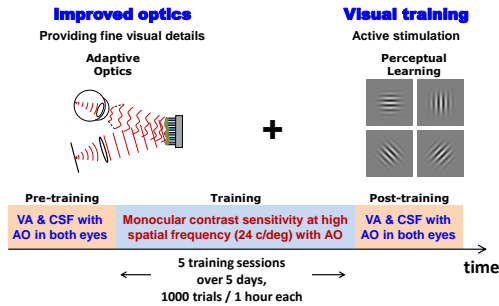 Improved optics
Visual training
Providing fine visual details
Active stimulation
Adaptive
Optics
Perceptual
Learning
+
Pre-training
Training
Post-training
VA & CSF with
AO in both eyes
Monocular contrast sensitivity at high
spatial frequency (24 c/deg) with AO
VA & CSF with
AO in both eyes
time
5 training sessions
over 5 days,
1000 trials / 1 hour each